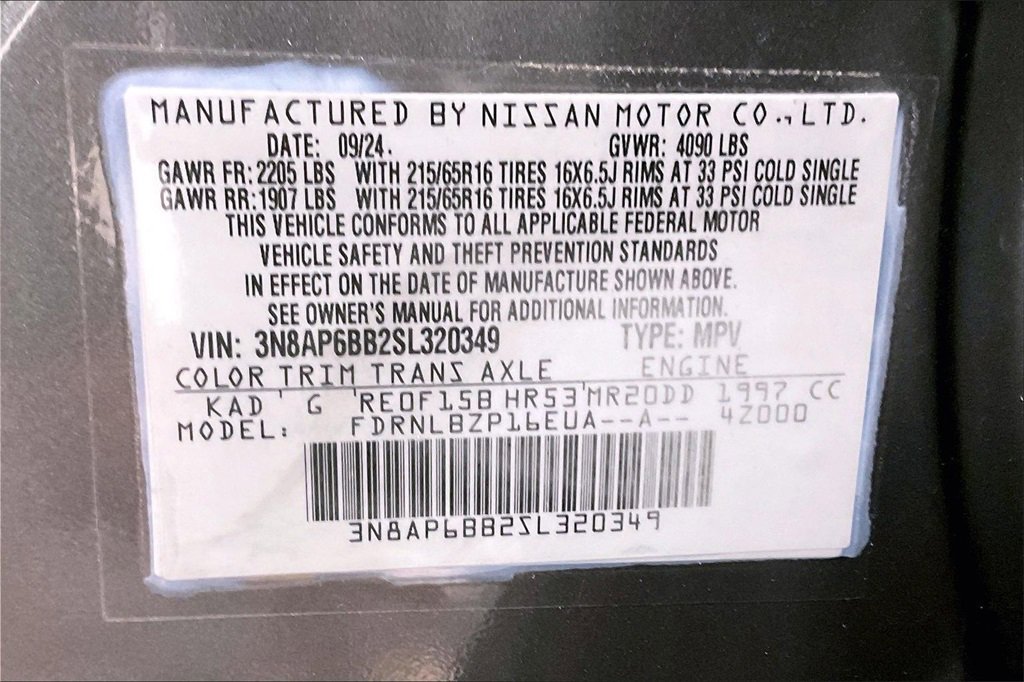 MANUFACTURED BY NISSAN MOTOR CO.,LTD.
DATE: 09/24. GVWR: 4090 LBS
GAWR FR: 2205 LBS WITH 215/65R16 TIRES 16X6.5J RIMS AT 33 PSI COLD SINGLE
GAWR RR: 1907 LBS WITH 215/65R16 TIRES 16X6.5J RIMS AT 33 PSI COLD SINGLE
THIS VEHICLE CONFORMS TO ALL APPLICABLE FEDERAL MOTOR
VEHICLE SAFETY AND THEFT PREVENTION STANDARDS
IN EFFECT ON THE DATE OF MANUFACTURE SHOWN ABOVE.
SEE OWNER'S MANUAL FOR ADDITIONAL INFORMATION.
VIN: 3N8AP6BB2SL320349 TYPE: MPV
COLOR TRIM TRANS AXLE ENGINE
KAD G RE0F15B HR53 MR20DD 1997 CC
MODEL: FDRNLBZP16EUA--A-- 4Z000
3N8AP6BB2SL320349